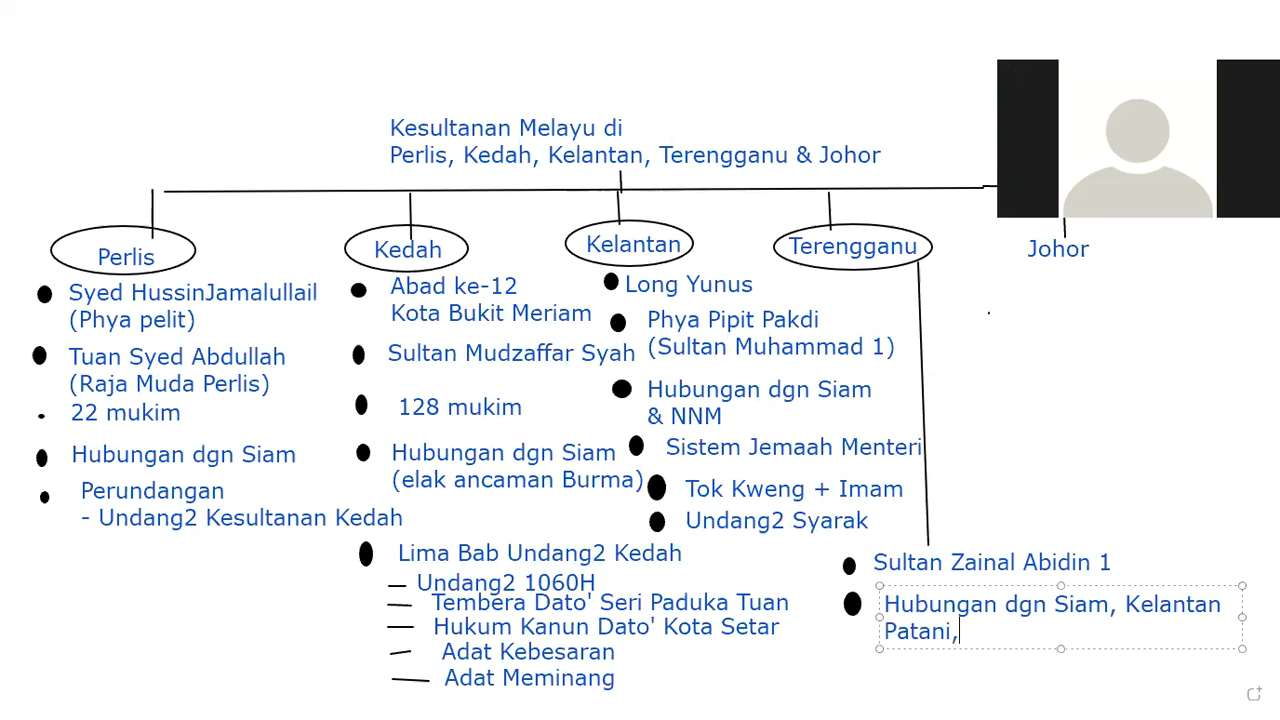 Kesultanan Melayu di
Perlis, Kedah, Kelantan, Terengganu & Johor
Perlis
Syed HussinJamalullail
(Phya pelit)
Tuan Syed Abdullah
(Raja Muda Perlis)
22 mukim
Hubungan dgn Siam
Perundangan
- Undang2 Kesultanan Kedah
Kedah
Abad ke-12
Kota Bukit Meriam
Sultan Mudzaffar Syah
128 mukim
Hubungan dgn Siam
(elak ancaman Burma)
Lima Bab Undang2 Kedah
Undang2 1060H
Tembera Dato' Seri Paduka Tuan
Hukum Kanun Dato' Kota Setar
Adat Kebesaran
Adat Meminang
Kelantan
Long Yunus
Phya Pipit Pakdi
(Sultan Muhammad 1)
Hubungan dgn Siam
& NNM
Sistem Jemaah Menteri
Tok Kweng + Imam
Undang2 Syarak
Terengganu
Sultan Zainal Abidin 1
Hubungan dgn Siam, Kelantan
Patani,
Johor